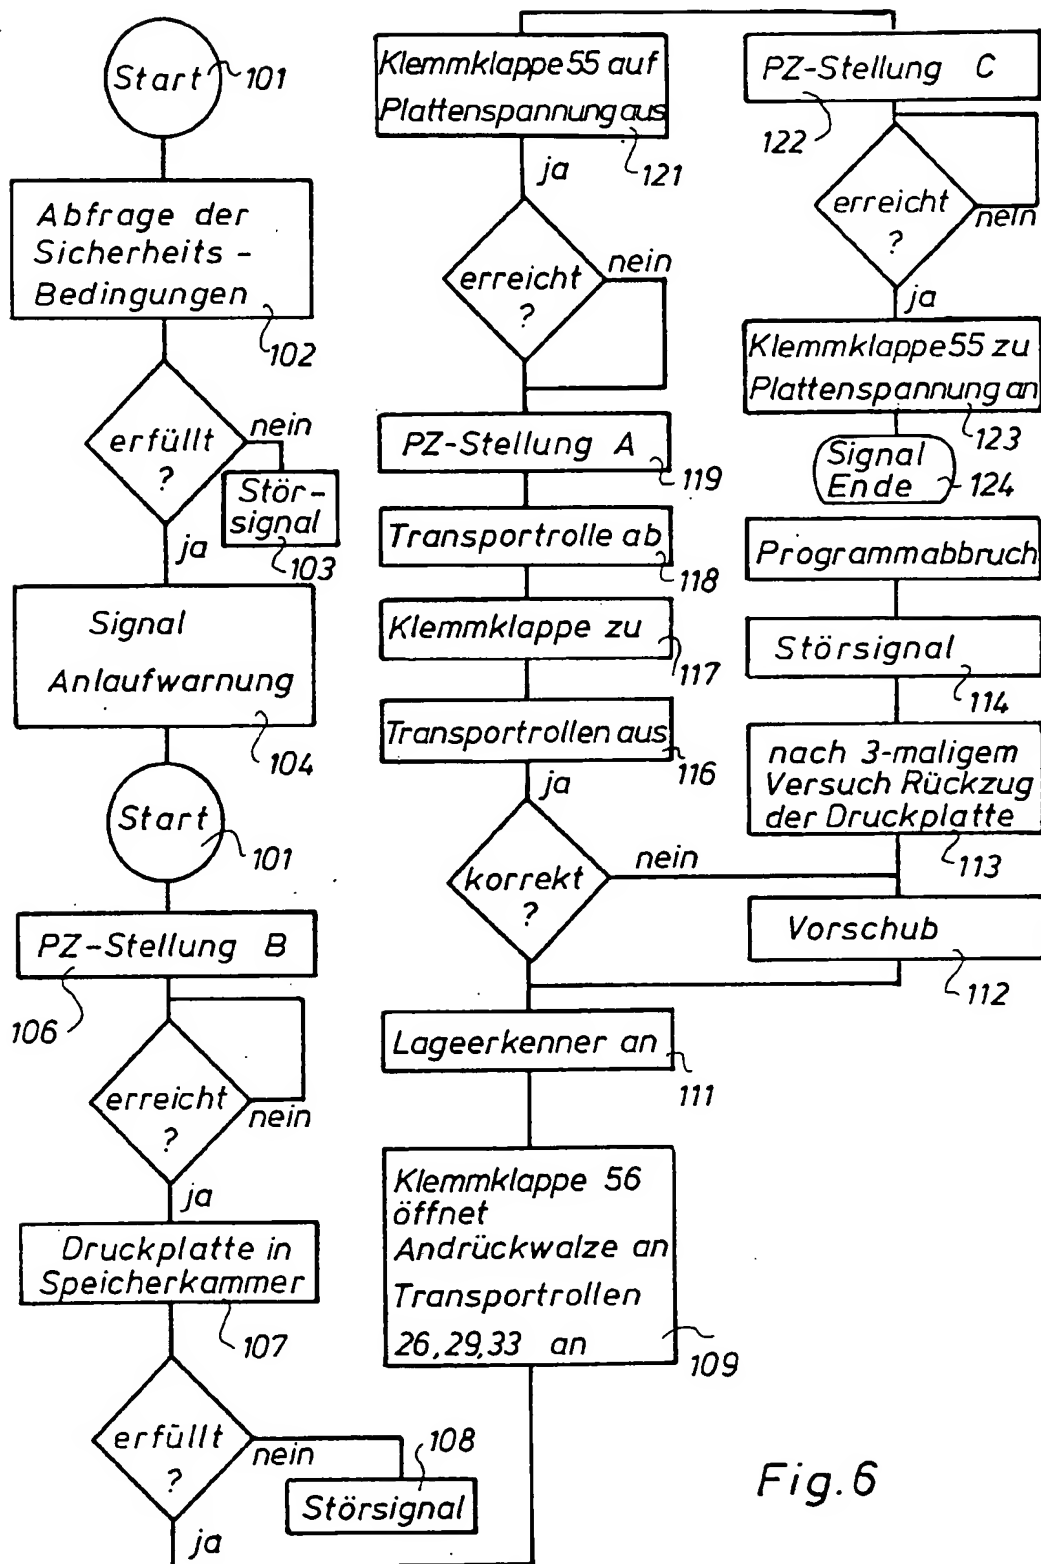 Start
101
Abfrage der
Sicherheits -
Bedingungen
102
erfüllt
?
nein
Stör-
signal
103
ja
Signal
Anlaufwarnung
104
Start
101
PZ-Stellung B
106
erreicht
?
nein
ja
Druckplatte in
Speicherkammer
107
erfüllt
?
nein
108
Störsignal
ja
Klemmklappe 55 auf
Plattenspannung aus
121
ja
erreicht
?
nein
PZ-Stellung A
119
Transportrolle ab
118
Klemmklappe zu
117
Transportrollen aus
116
ja
korrekt
?
nein
Lageerkenner an
111
Klemmklappe 56
öffnet
Andrückwalze an
Transportrollen
26,29,33 an
109
PZ-Stellung C
122
erreicht
?
nein
ja
Klemmklappe 55 zu
Plattenspannung an
123
Signal
Ende
124
Programmabbruch
Störsignal
114
nach 3-maligem
Versuch Rückzug
der Druckplatte
113
Vorschub
112
Fig.6